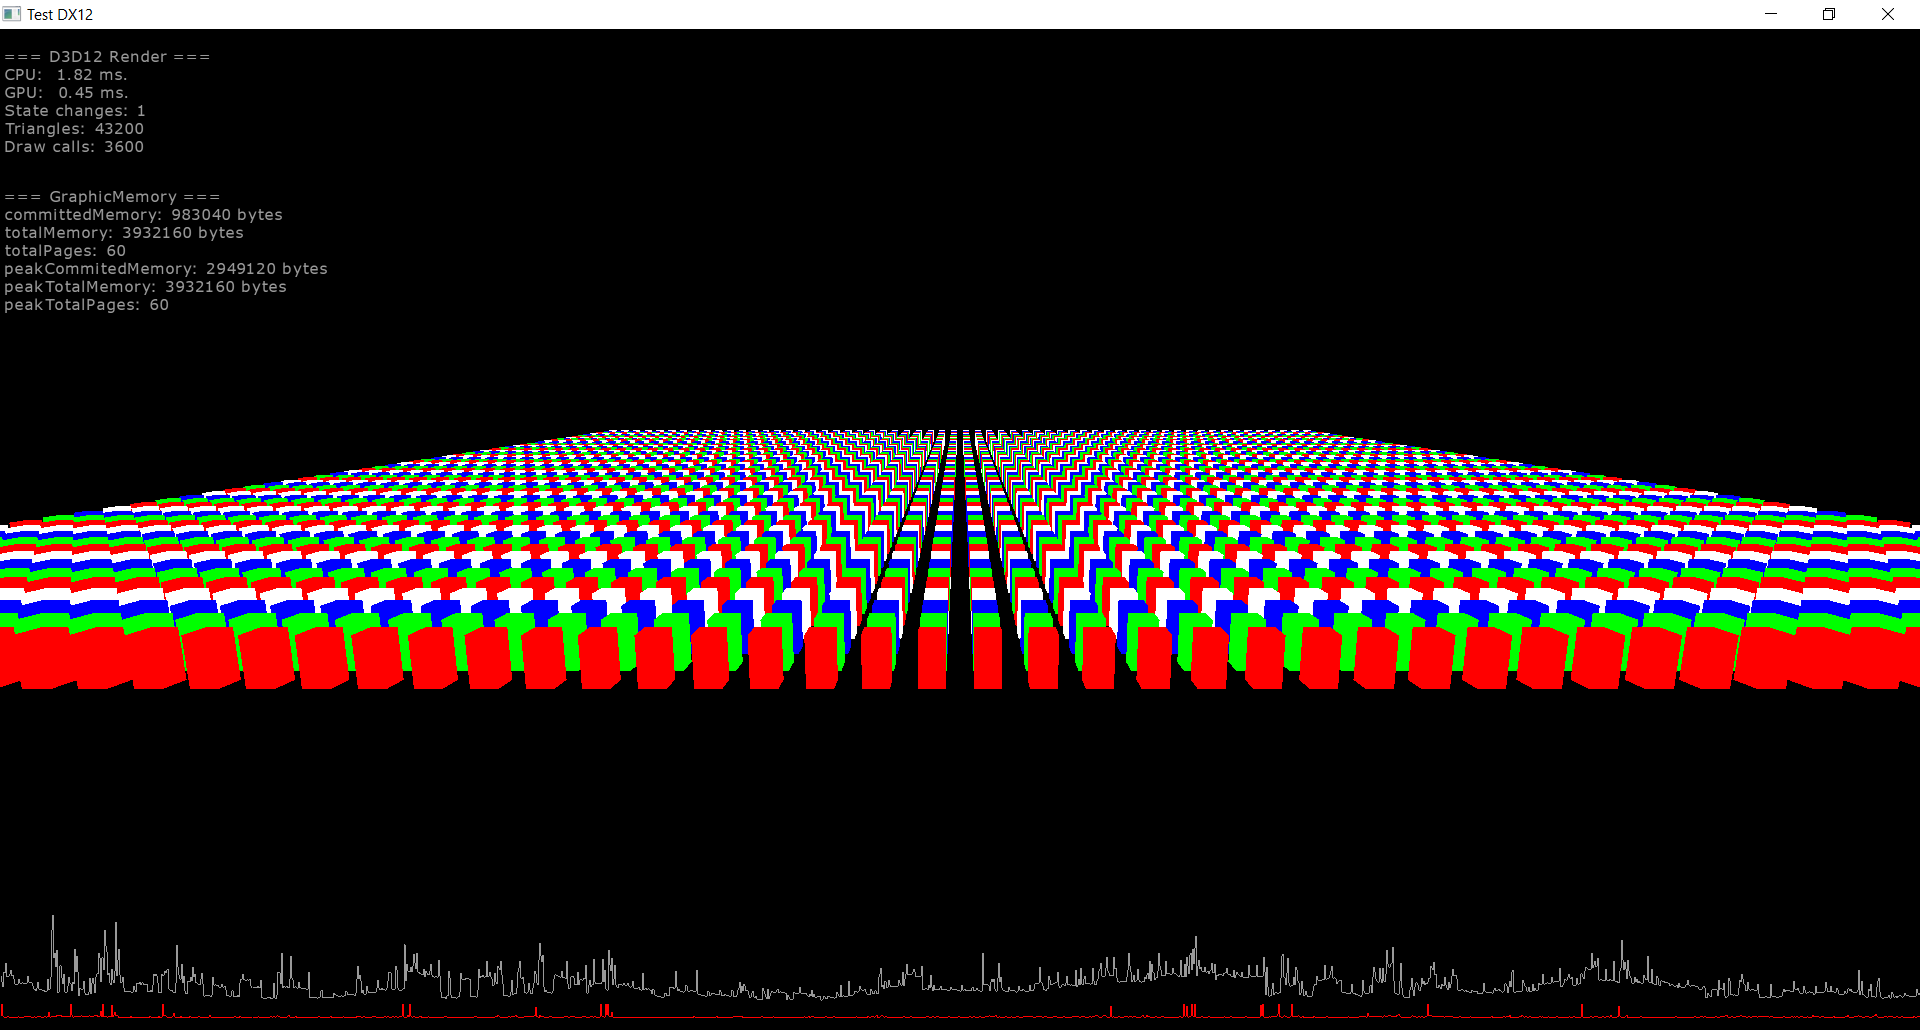 Test DX12
=== D3D12 Render ===
CPU: 1.82 ms.
GPU: 0.45 ms.
State changes: 1
Triangles: 43200
Draw calls: 3600
=== GraphicMemory ===
committedMemory: 983040 bytes
totalMemory: 3932160 bytes
totalPages: 60
peakCommitedMemory: 2949120 bytes
peakTotalMemory: 3932160 bytes
peakTotalPages: 60